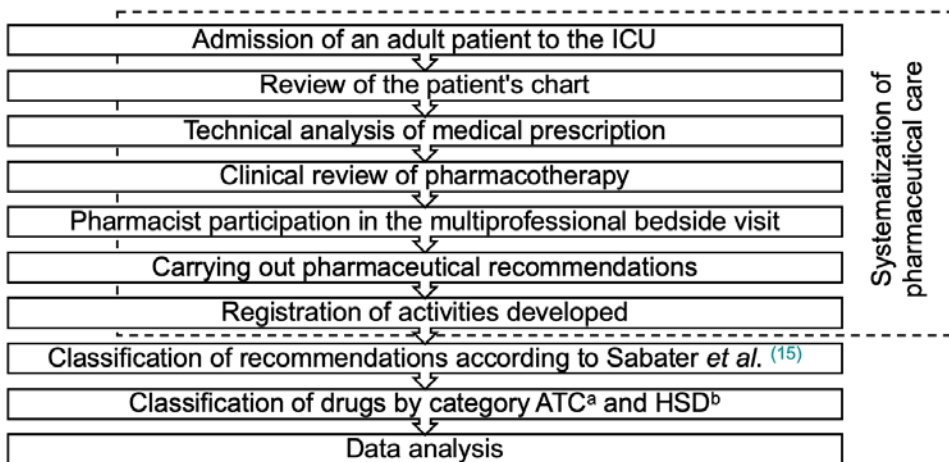 Admission of an adult patient to the ICU
Review of the patient's chart
Technical analysis of medical prescription
Clinical review of pharmacotherapy
Pharmacist participation in the multiprofessional bedside visit
Carrying out pharmaceutical recommendations
Registration of activities developed
Classification of recommendations according to Sabater et al. (15)
Classification of drugs by category ATCᵃ and HSDᵇ
Data analysis
Systematization of
pharmaceutical care